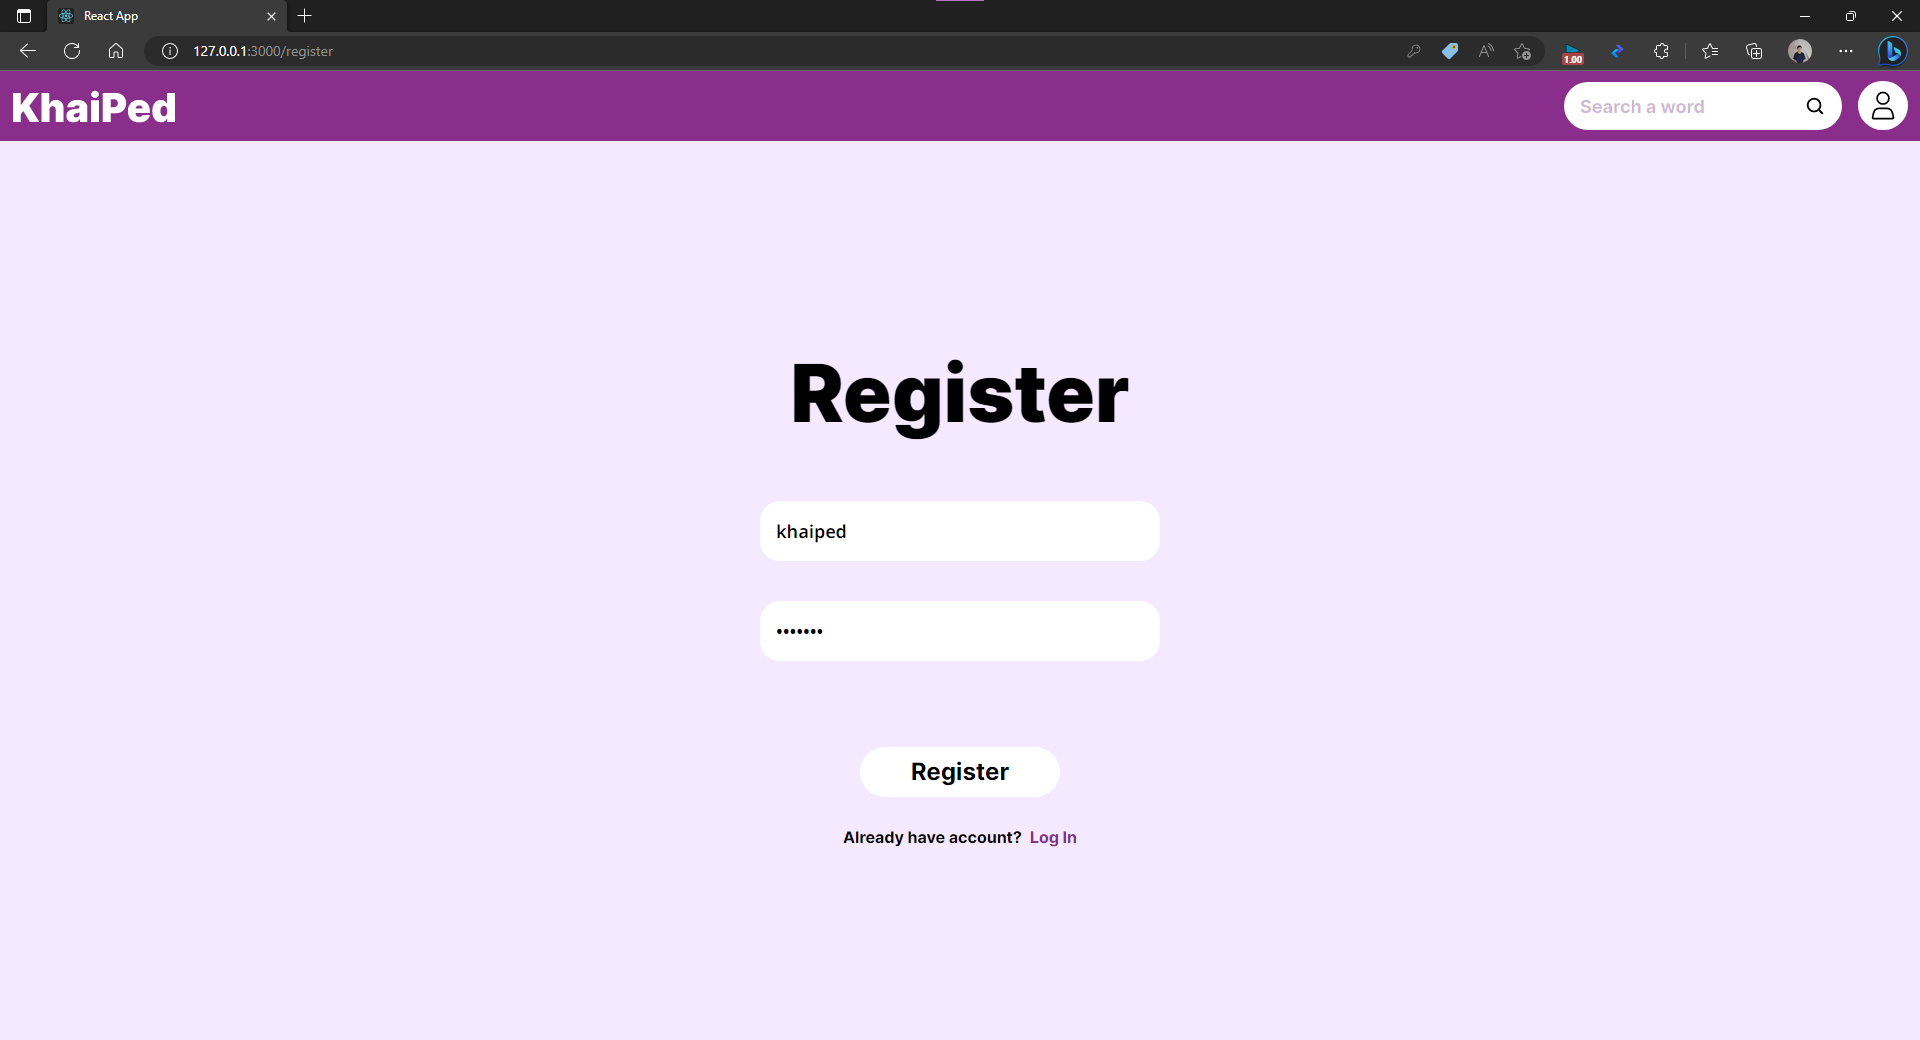 React App
127.0.0.1:3000/register
1.00
KhaiPed
Search a word
Register
khaiped
•••••••
Register
Already have account? Log In